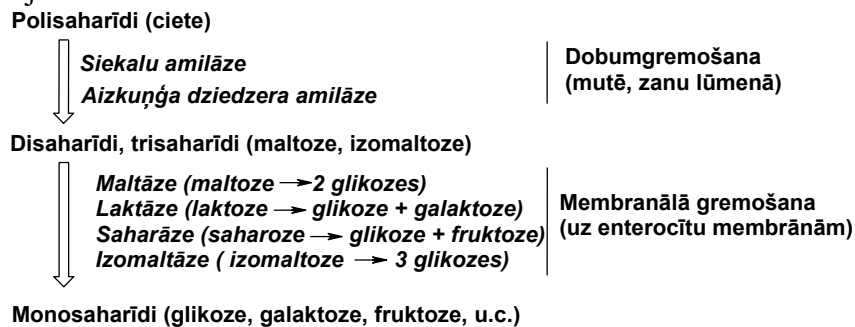 Polisaharīdi (ciete)
Siekalu amilāze
Aizkuņģa dziedzera amilāze
Dobumgremošana
(mutē, zanu lūmenā)
Disaharīdi, trisaharīdi (maltoze, izomaltoze)
Maltāze (maltoze → 2 glikozes)
Laktāze (laktoze → glikoze + galaktoze)
Saharāze (saharoze → glikoze + fruktoze)
Izomaltāze ( izomaltoze → 3 glikozes)
Membranālā gremošana
(uz enterocītu membrānām)
Monosaharīdi (glikoze, galaktoze, fruktoze, u.c.)